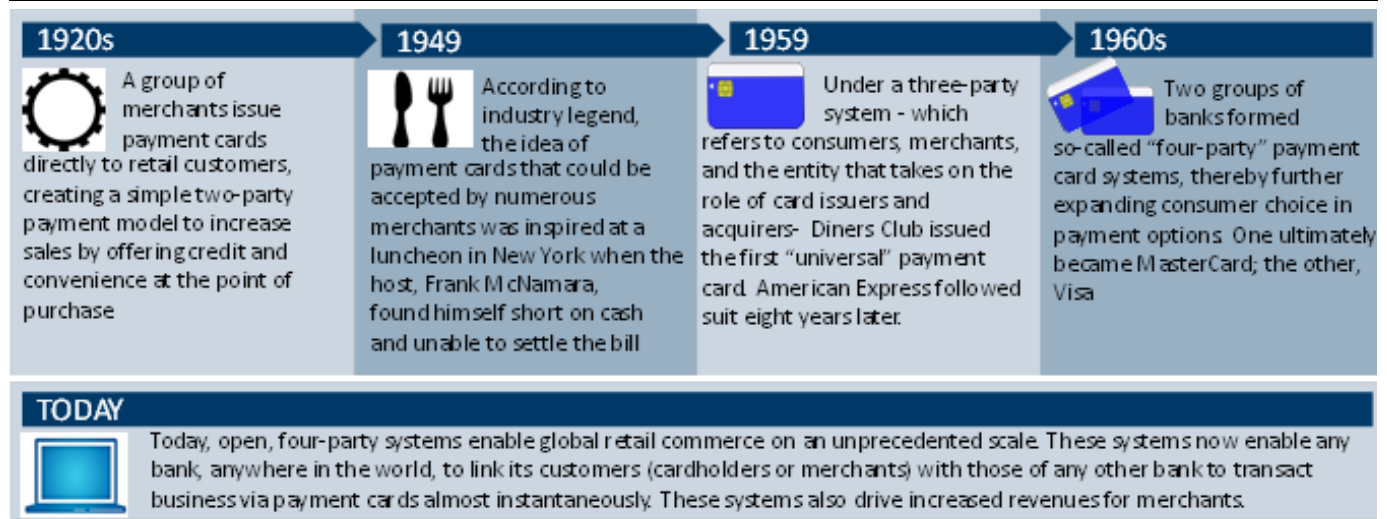 1920s
A group of
merchants issue
payment cards
directly to retail customers,
creating a simple two-party
payment model to increase
sales by offering credit and
convenience at the point of
purchase
1949
According to
industry legend,
the idea of
payment cards that could be
accepted by numerous
merchants was inspired at a
luncheon in New York when the
host, Frank McNamara,
found himself short on cash
and unable to settle the bill
1959
Under a three-party
system - which
refers to consumers, merchants,
and the entity that takes on the
role of card issuers and
acquirers- Diners Club issued
the first “universal” payment
card. American Express followed
suit eight years later.
1960s
Two groups of
banks formed
so-called “four-party” payment
card systems, thereby further
expanding consumer choice in
payment options. One ultimately
became MasterCard; the other,
Visa
TODAY
Today, open, four-party systems enable global retail commerce on an unprecedented scale. These systems now enable any
bank, anywhere in the world, to link its customers (cardholders or merchants) with those of any other bank to transact
business via payment cards almost instantaneously. These systems also drive increased revenues for merchants.